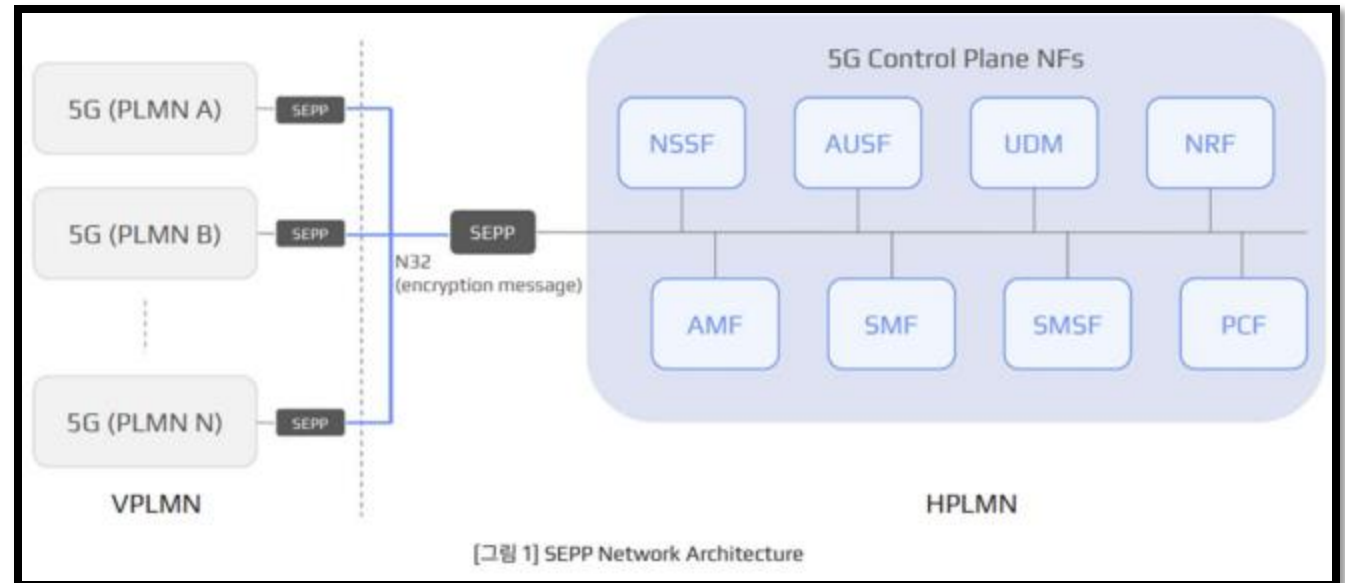 5G Control Plane NFs
5G (PLMN A)
SEPP
NSSF
AUSF
UDM
NRF
5G (PLMN B)
SEPP
SEPP
N32
(encryption message)
AMF
SMF
SMSF
PCF
5G (PLMN N)
SEPP
VPLMN
HPLMN
[그림 1] SEPP Network Architecture